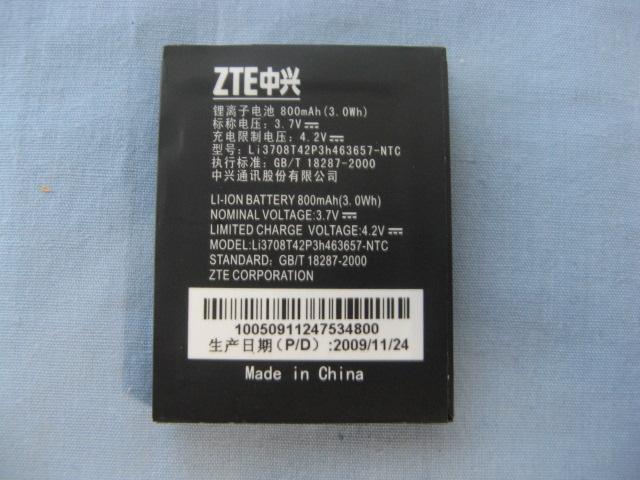 ZTE中兴
锂离子电池 800mAh(3.0Wh)
标称电压: 3.7V
充电限制电压: 4.2V
型号: Li3708T42P3h463657-NTC
执行标准: GB/T 18287-2000
中兴通讯股份有限公司
LI-ION BATTERY 800mAh(3.0Wh)
NOMINAL VOLTAGE:3.7V
LIMITED CHARGE VOLTAGE:4.2V
MODEL:Li3708T42P3h463657-NTC
STANDARD: GB/T 18287-2000
ZTE CORPORATION
10050911247534800
生产日期(P/D):2009/11/24
Made in China